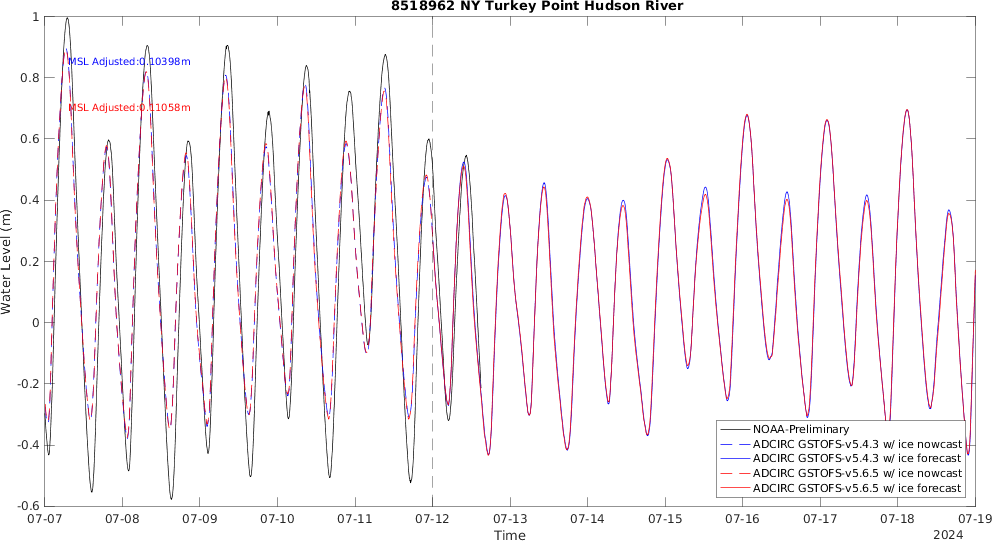 8518962 NY Turkey Point Hudson River
1
0.8
0.6
0.4
0.2
0
-0.2
-0.4
-0.6
Water Level (m)
MSL Adjusted:0.10398m
MSL Adjusted:0.11058m
NOAA-Preliminary
ADCIRC GSTOFS-v5.4.3 w/ ice nowcast
ADCIRC GSTOFS-v5.4.3 w/ ice forecast
ADCIRC GSTOFS-v5.6.5 w/ ice nowcast
ADCIRC GSTOFS-v5.6.5 w/ ice forecast
07-07 07-08 07-09 07-10 07-11 07-12 07-13 07-14 07-15 07-16 07-17 07-18 07-19
Time
2024